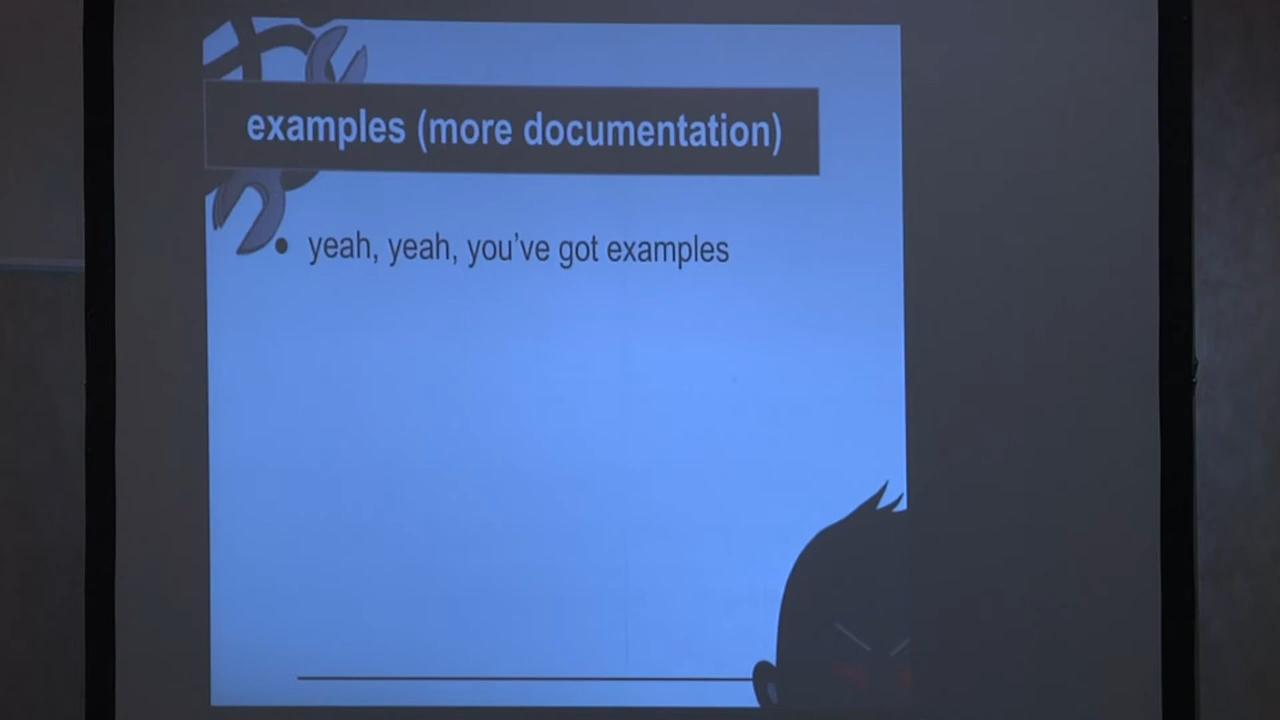 examples (more documentation)
• yeah, yeah, you've got examples